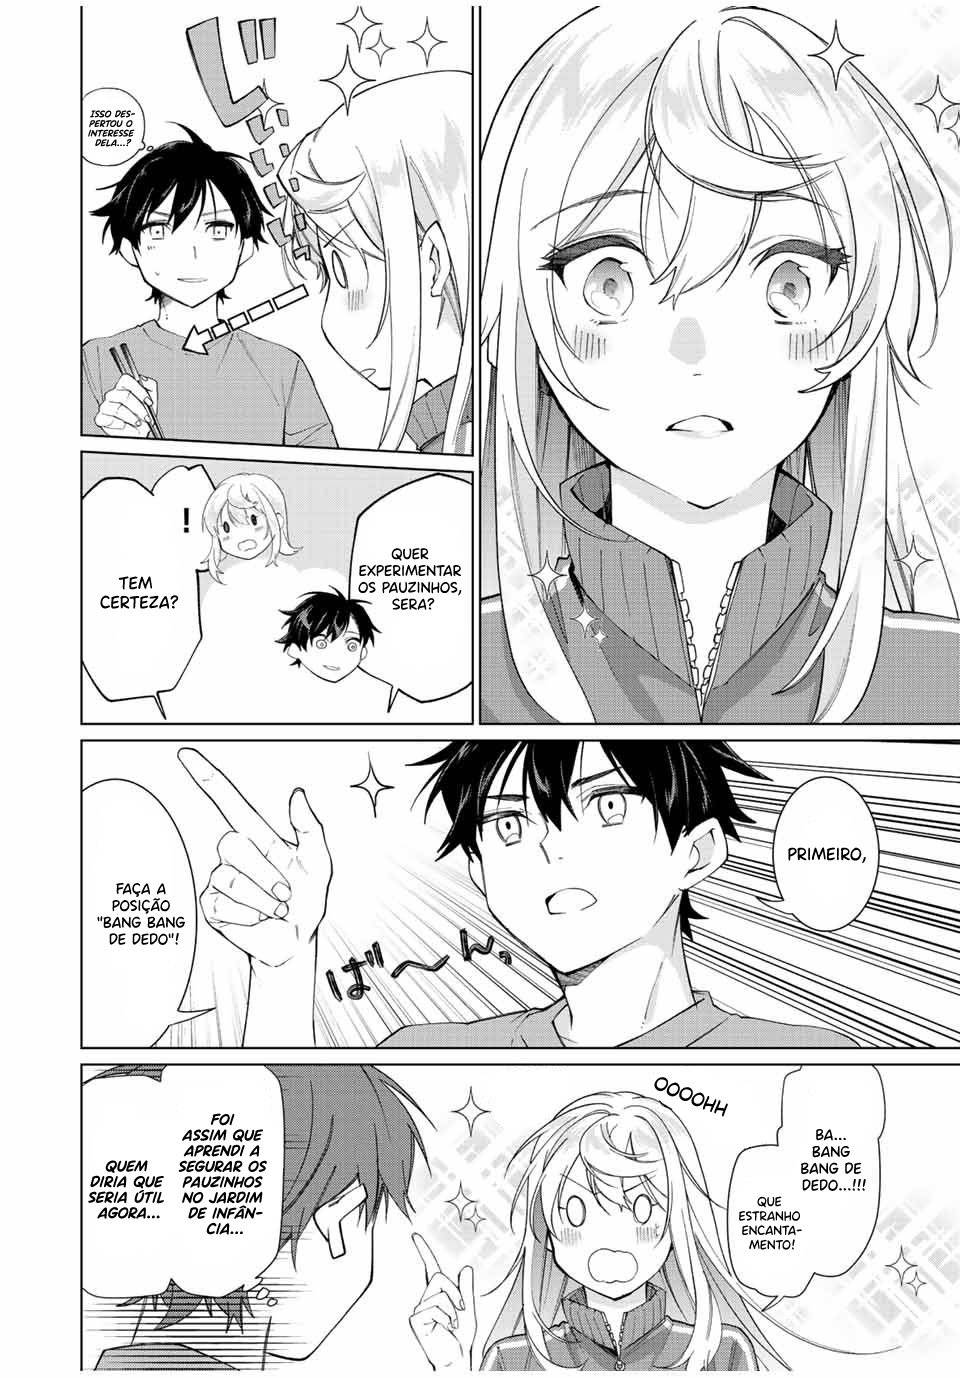 ISSO DES-
PERTOU O
INTERESSE
DELA...?
じー
QUER
EXPERIMENTAR
OS PAUZINHOS,
SERA?
!
TEM
CERTEZA?
PRIMEIRO,
FAÇA A
POSIÇÃO
"BANG BANG
DE DEDO"!
ば〜ん。
BA...
BANG
BANG DE
DEDO...!!!
QUE
ESTRANHO
ENCANTA-
MENTO!
OOOOHH
FOI
ASSIM QUE
APRENDI A
SEGURAR OS
PAUZINHOS
NO JARDIM
DE INFÂN-
CIA...
QUEM
DIRIA QUE
SERIA ÚTIL
AGORA...